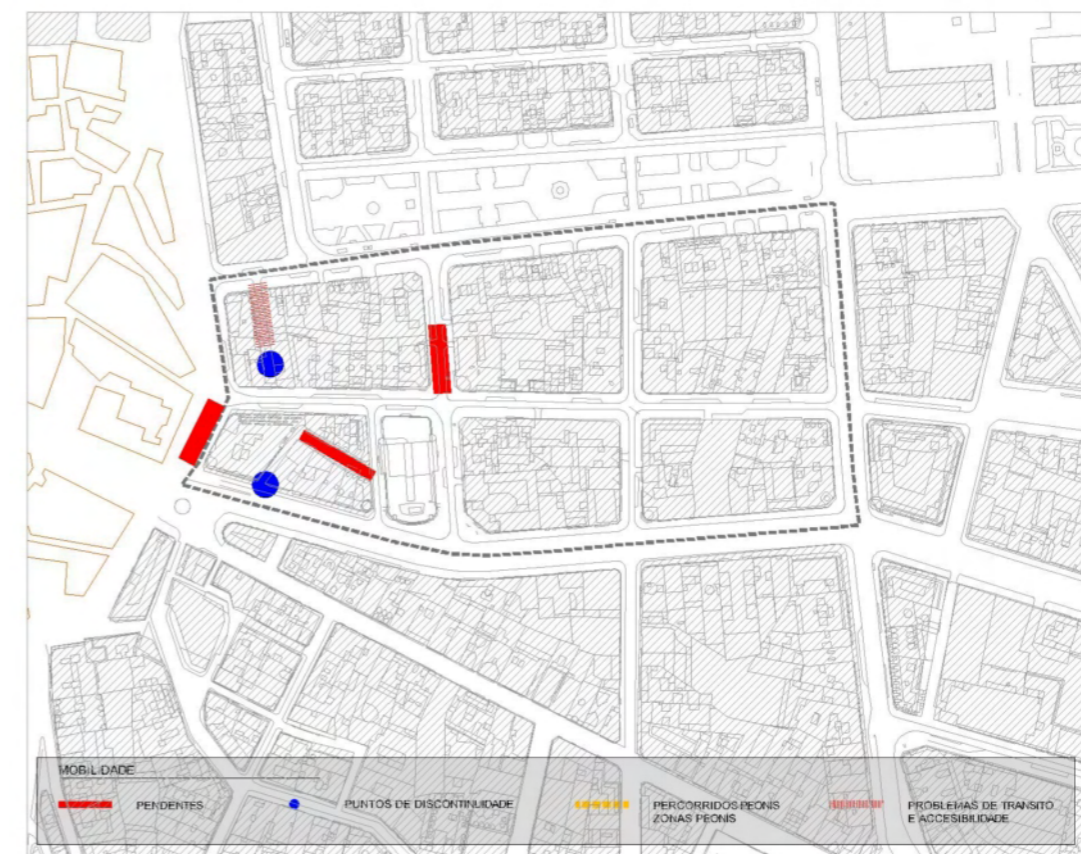 MOBILIDADE
PENDENTES
PUNTOS DE DISCONTINUIDADE
PERCORRIDOS PEONIS
ZONAS PEONIS
PROBLEMAS DE TRANSITO
E ACCESIBILIDADE